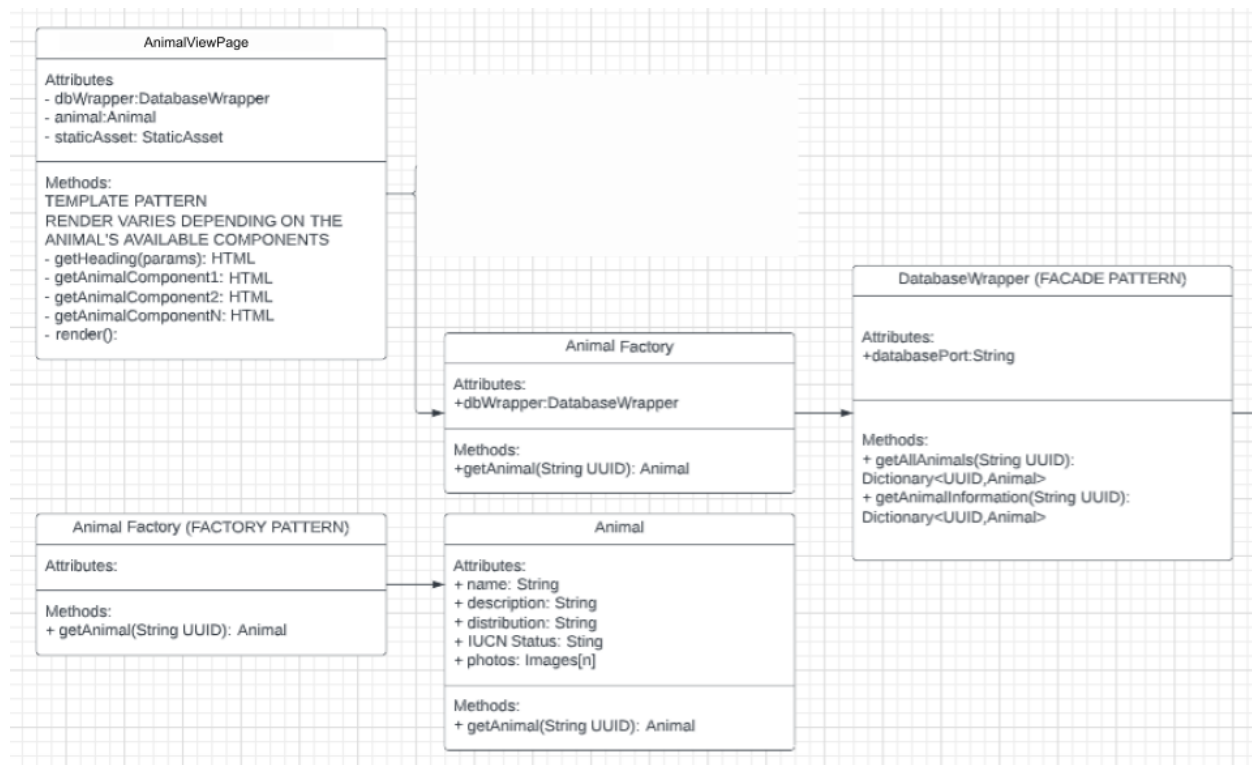 AnimalViewPage
Attributes
- dbWrapper:DatabaseWrapper
- animal:Animal
- staticAsset: StaticAsset
Methods:
TEMPLATE PATTERN
RENDER VARIES DEPENDING ON THE
ANIMAL'S AVAILABLE COMPONENTS
- getHeading(params): HTML
- getAnimalComponent1: HTML
- getAnimalComponent2: HTML
- getAnimalComponentN: HTML
- render():
Animal Factory
Attributes:
+dbWrapper:DatabaseWrapper
Methods:
+getAnimal(String UUID): Animal
DatabaseWrapper (FACADE PATTERN)
Attributes:
+databasePort:String
Methods:
+ getAllAnimals(String UUID):
Dictionary<UUID,Animal>
+ getAnimalInformation(String UUID):
Dictionary<UUID,Animal>
Animal Factory (FACTORY PATTERN)
Attributes:
Methods:
+ getAnimal(String UUID): Animal
Animal
Attributes:
+ name: String
+ description: String
+ distribution: String
+ IUCN Status: Sting
+ photos: Images[n]
Methods:
+ getAnimal(String UUID): Animal